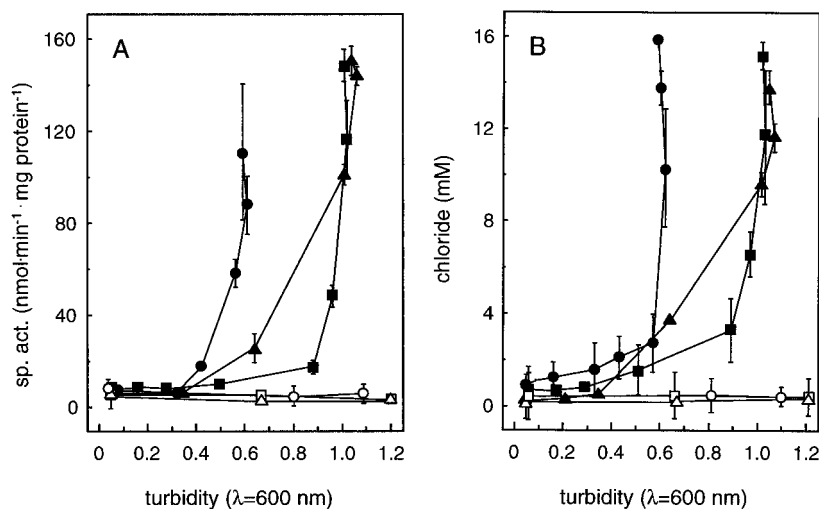 A
B
160
120
80
40
0
16
12
8
4
0
sp. act. (nmol·min⁻¹ · mg protein⁻¹)
chloride (mM)
0 0.2 0.4 0.6 0.8 1.0 1.2
0 0.2 0.4 0.6 0.8 1.0 1.2
turbidity (λ=600 nm)
turbidity (λ=600 nm)